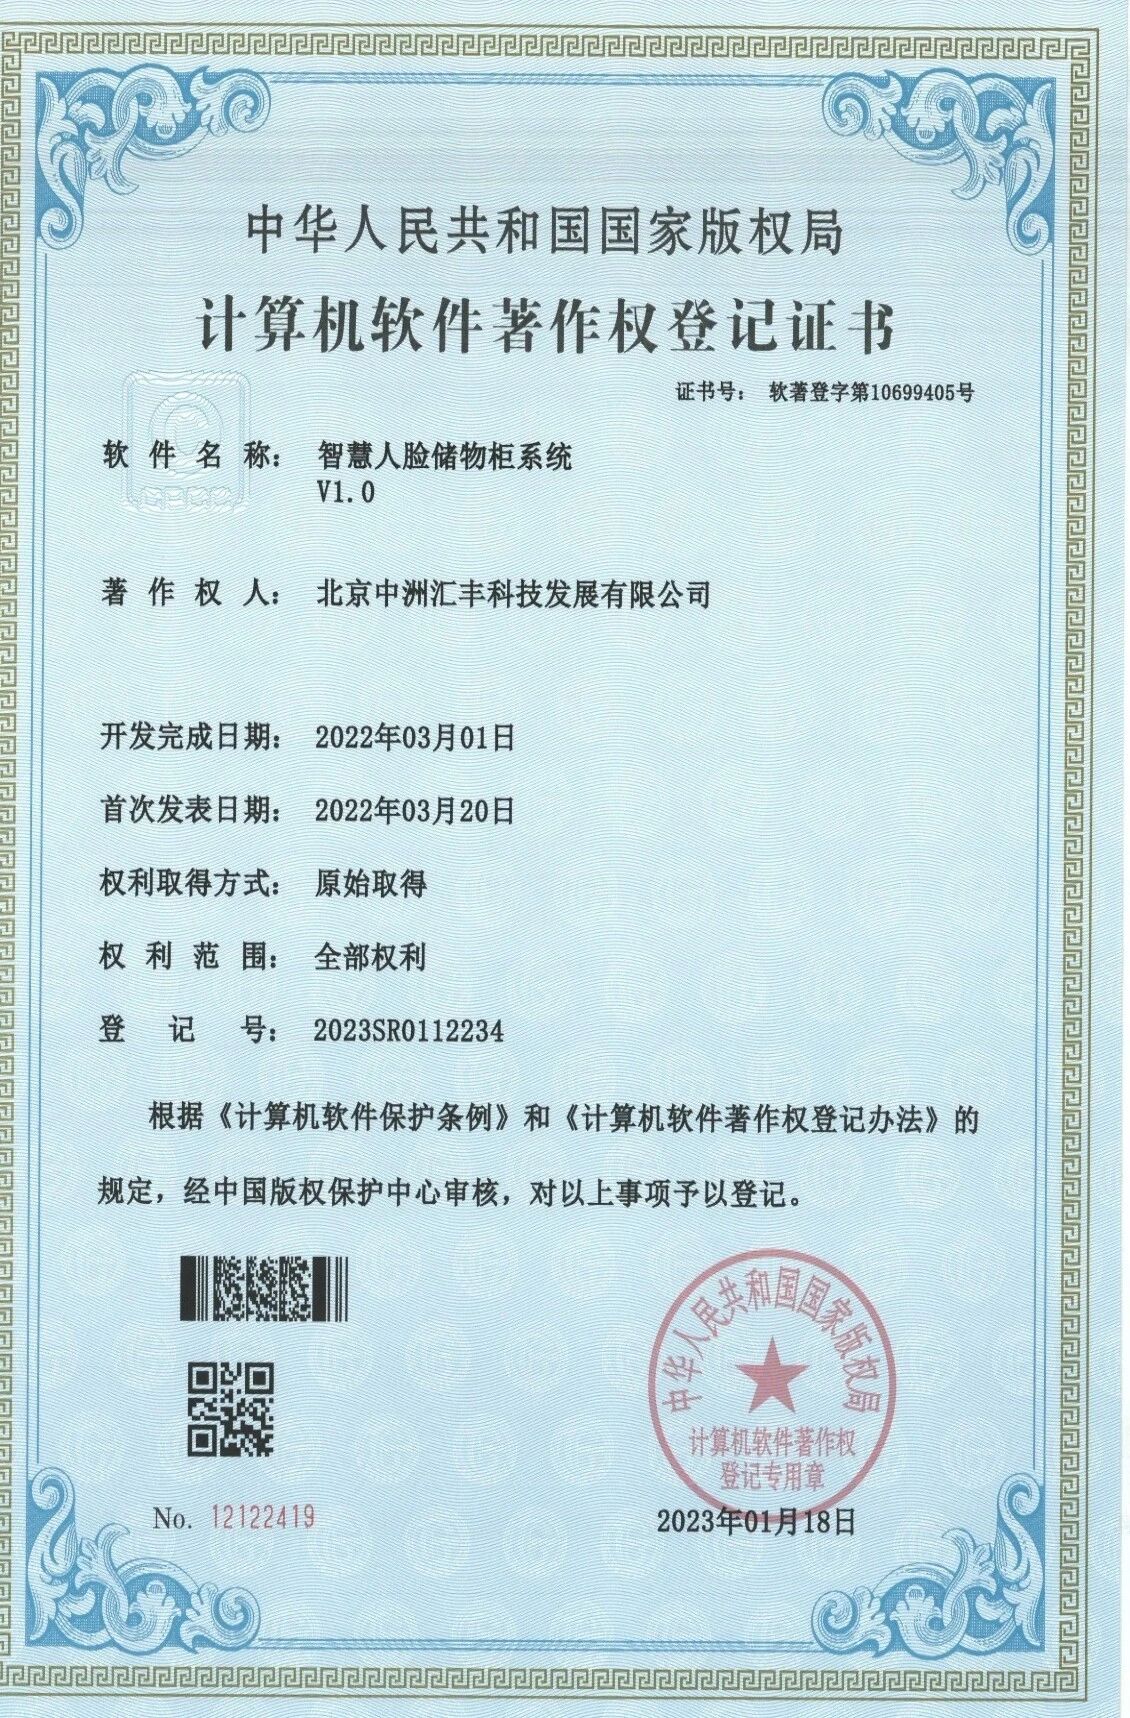 中华人民共和国国家版权局
计算机软件著作权登记证书
证书号： 软著登字第10699405号
软件名称： 智慧人脸储物柜系统
V1.0
著作权人： 北京中洲汇丰科技发展有限公司
开发完成日期： 2022年03月01日
首次发表日期： 2022年03月20日
权利取得方式： 原始取得
权利范围： 全部权利
登记号： 2023SR0112234
根据《计算机软件保护条例》和《计算机软件著作权登记办法》的
规定，经中国版权保护中心审核，对以上事项予以登记。
中华人民共和国国家版权局
计算机软件著作权
登记专用章
No. 12122419
2023年01月18日
CPCC